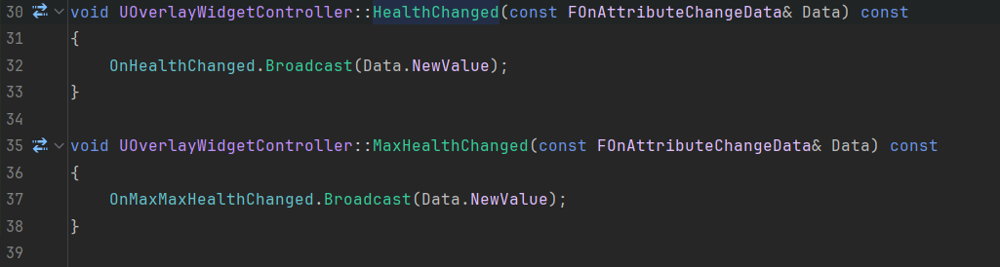 30 void UOverlayWidgetController::HealthChanged(const FOnAttributeChangeData& Data) const
31 {
32     OnHealthChanged.Broadcast(Data.NewValue);
33 }
34
35 void UOverlayWidgetController::MaxHealthChanged(const FOnAttributeChangeData& Data) const
36 {
37     OnMaxMaxHealthChanged.Broadcast(Data.NewValue);
38 }
39